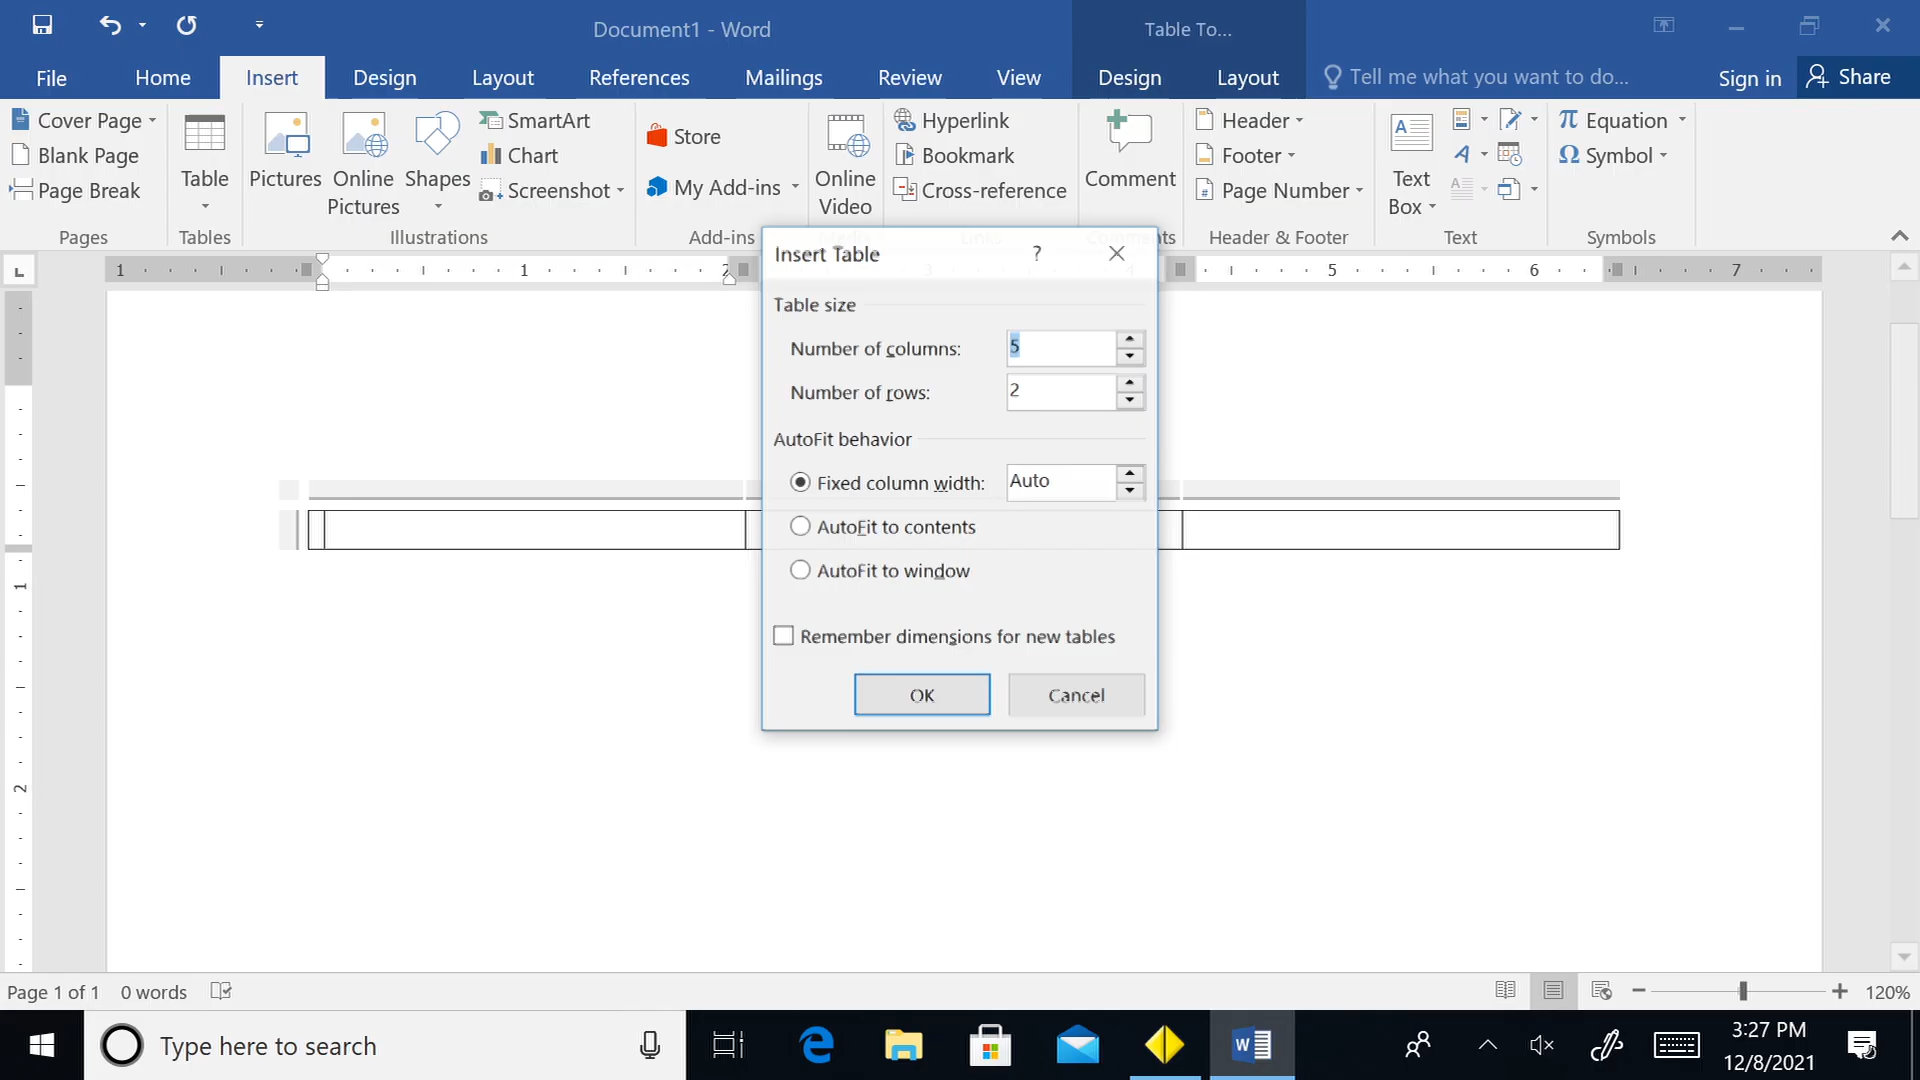 Document1 - Word
Table To...
File Home Insert Design Layout References Mailings Review View Design Layout Tell me what you want to do... Sign in Share
Cover Page
Blank Page
Page Break
Pages
Table
Tables
Pictures
Online Pictures
Shapes
SmartArt
Chart
Screenshot
Illustrations
Store
My Add-ins
Add-ins
Online Video
Hyperlink
Bookmark
Cross-reference
Comment
Header
Footer
Page Number
Header & Footer
Text Box
Text
Equation
Symbol
Symbols
1 1 2 3 4 5 6 7
Insert Table ?
Table size
Number of columns: 5
Number of rows: 2
AutoFit behavior
Fixed column width: Auto
AutoFit to contents
AutoFit to window
Remember dimensions for new tables
OK Cancel
1
2
Page 1 of 1 0 words 120%
Type here to search
3:27 PM
12/8/2021